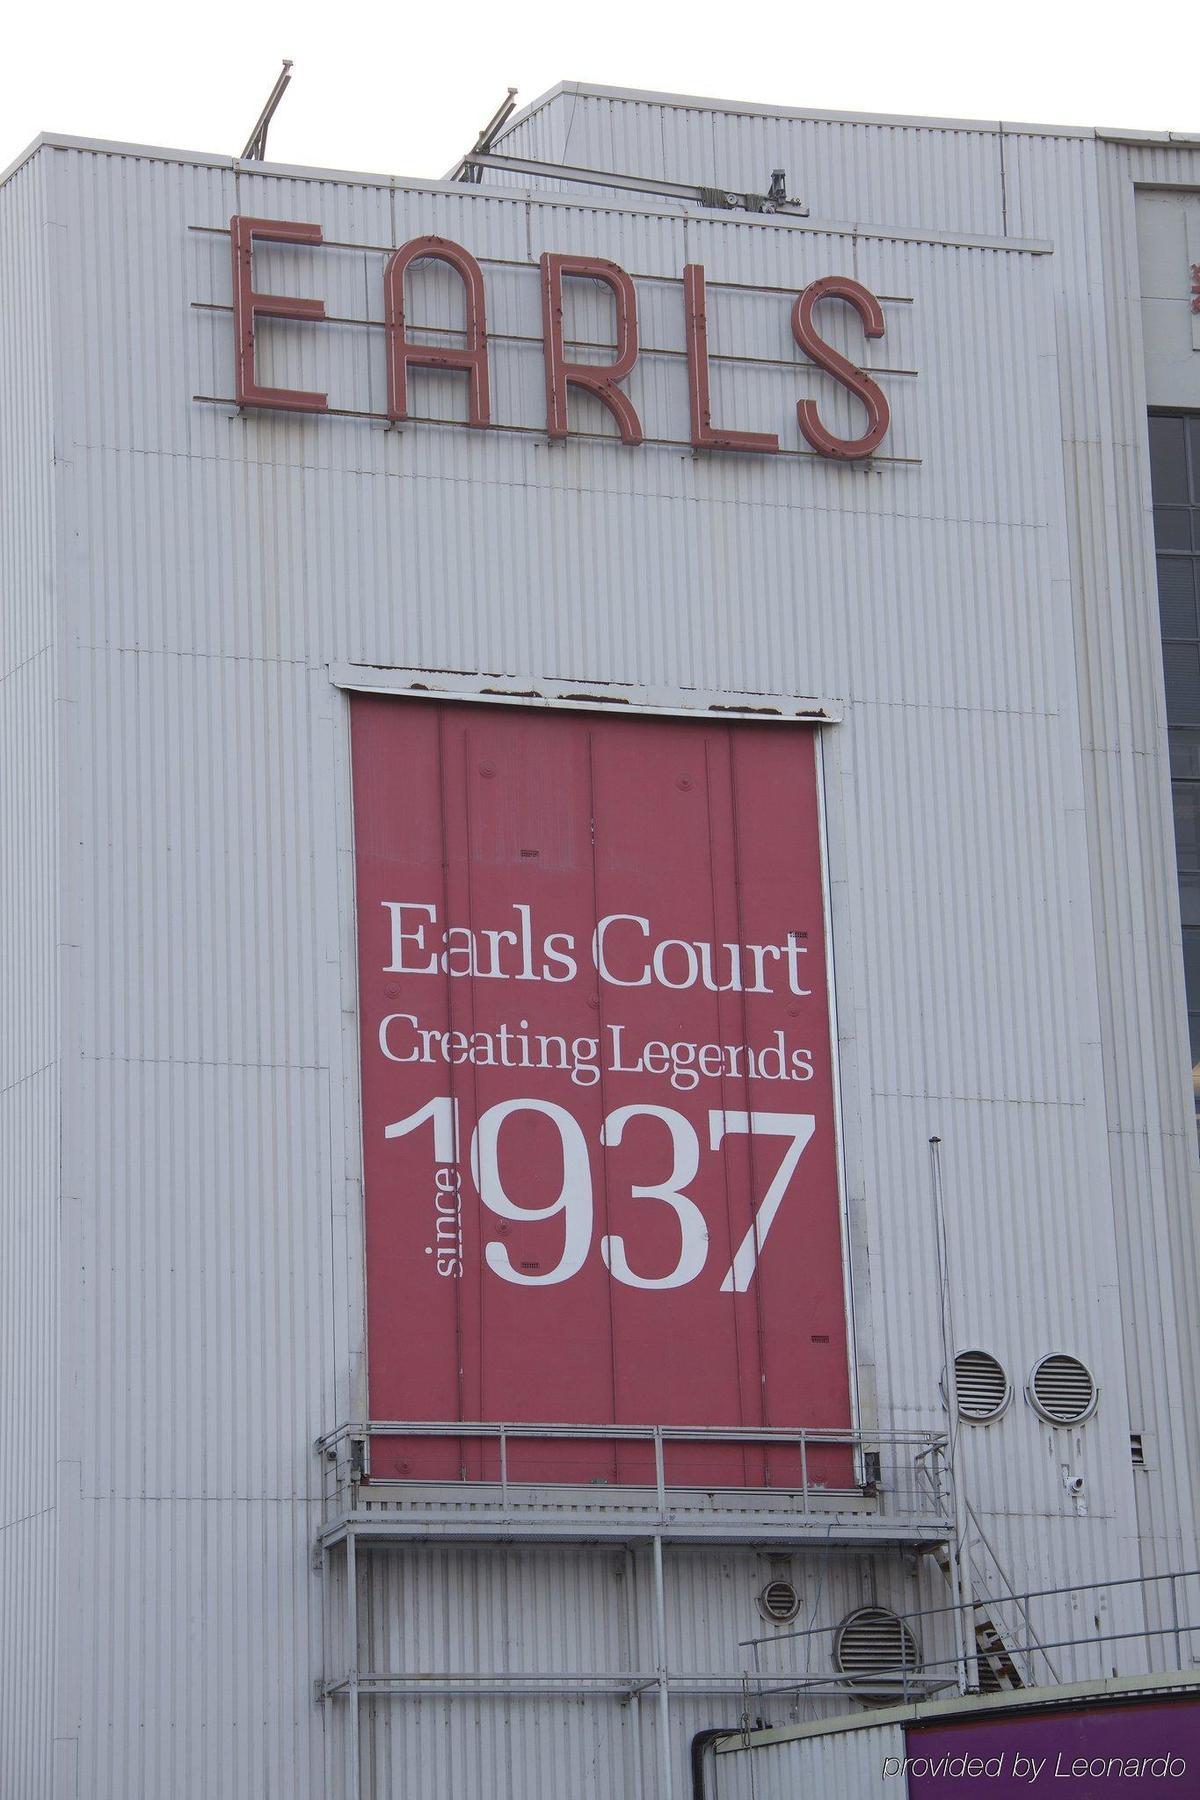 EARLS
Earls Court
Creating Legends
since 1937
provided by Leonardo